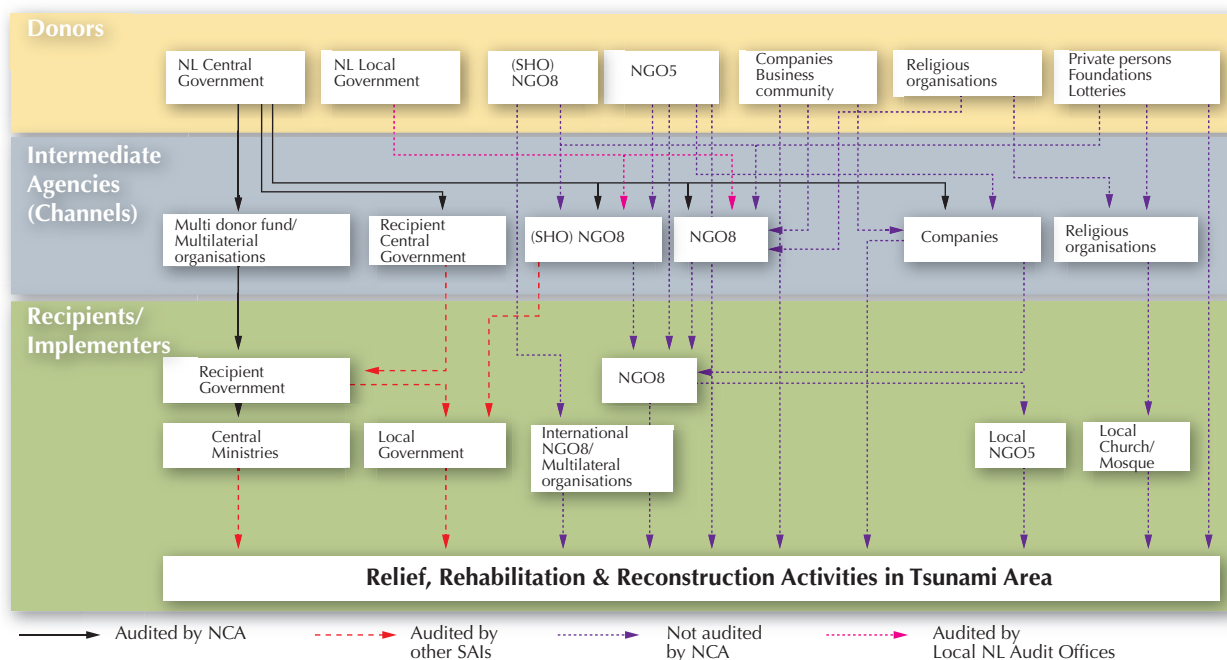 Donors
NL Central
Government
NL Local
Government
(SHO)
NGO8
NGO5
Companies
Business
community
Religious
organisations
Private persons
Foundations
Lotteries
Intermediate
Agencies
(Channels)
Multi donor fund/
Multilaterial
organisations
Recipient
Central
Government
(SHO) NGO8
NGO8
Companies
Religious
organisations
Recipients/
Implementers
Recipient
Government
NGO8
Central
Ministries
Local
Government
International
NGO8/
Multilateral
organisations
Local
NGO5
Local
Church/
Mosque
Relief, Rehabilitation & Reconstruction Activities in Tsunami Area
Audited by NCA
Audited by
other SAIs
Not audited
by NCA
Audited by
Local NL Audit Offices